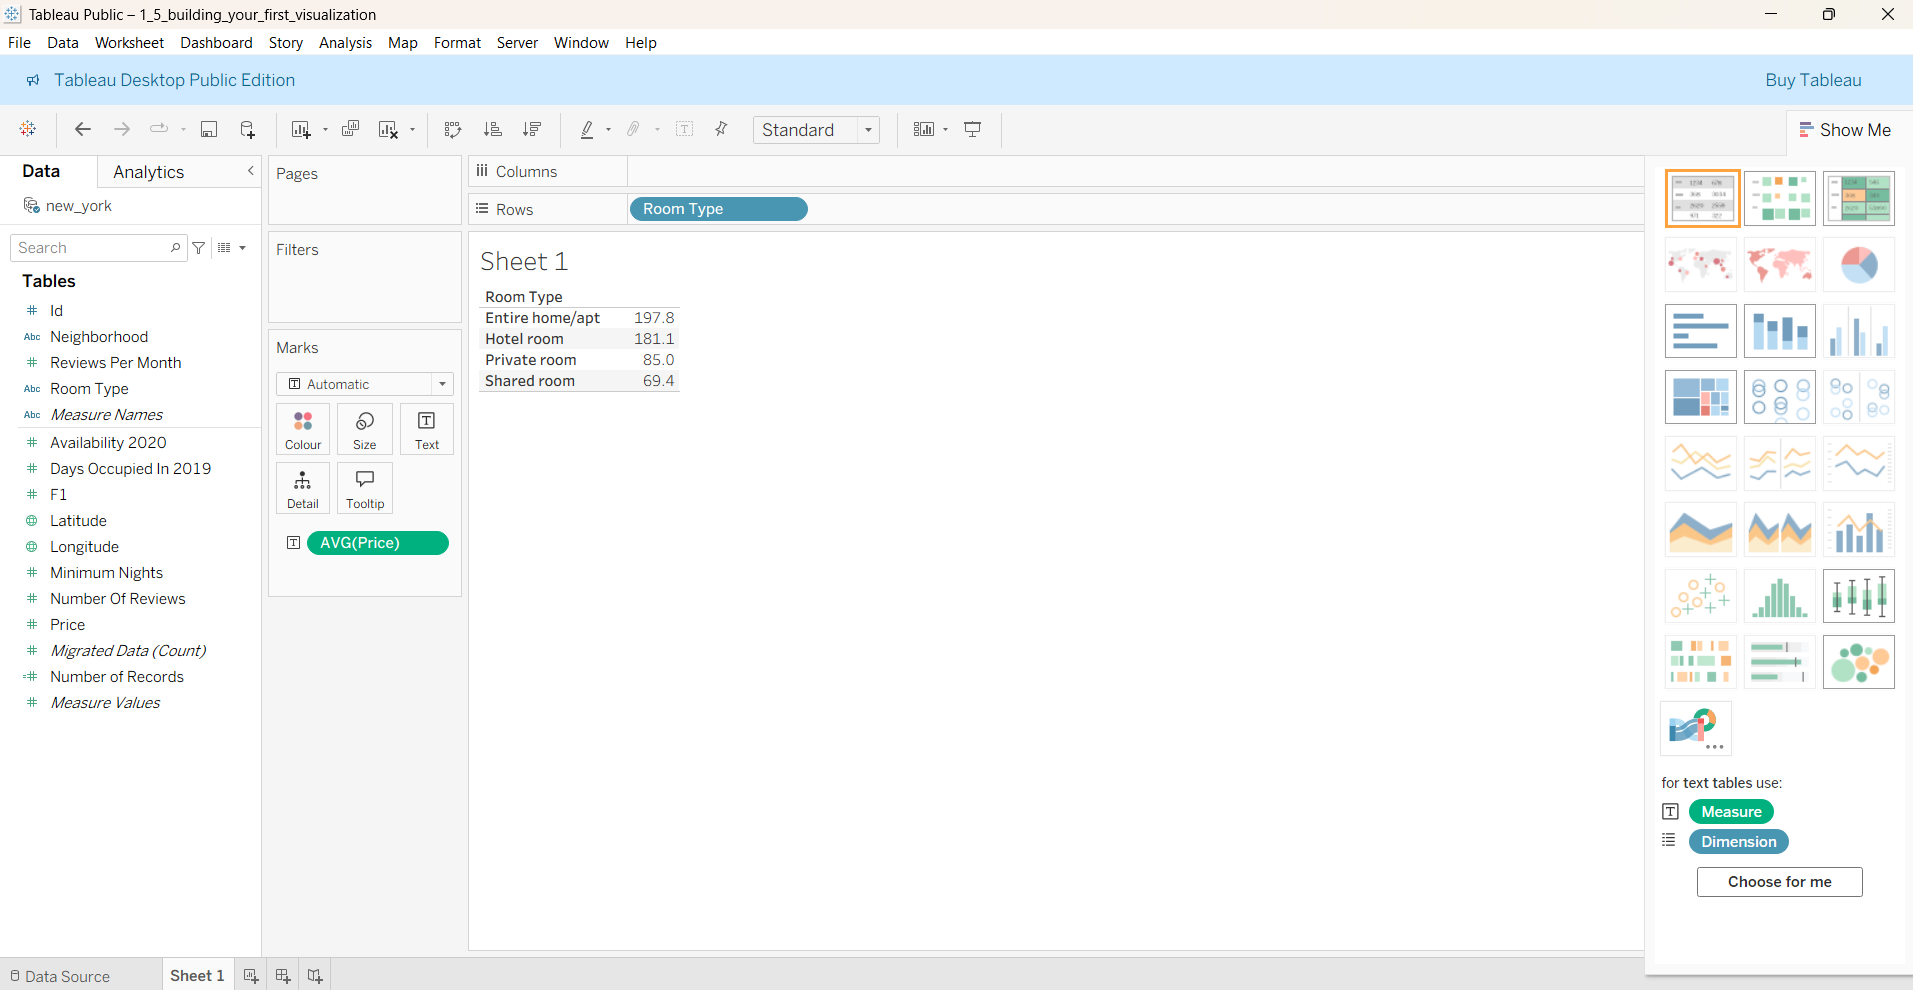 Tableau Public – 1_5_building_your_first_visualization
File Data Worksheet Dashboard Story Analysis Map Format Server Window Help
Tableau Desktop Public Edition
Buy Tableau
Standard
Show Me
Data
Analytics
new_york
Search
Tables
Id
Abc Neighborhood
Reviews Per Month
Abc Room Type
Abc Measure Names
Availability 2020
Days Occupied In 2019
F1
Latitude
Longitude
Minimum Nights
Number Of Reviews
Price
Migrated Data (Count)
Number of Records
Measure Values
Pages
Filters
Marks
Automatic
Colour
Size
Text
Detail
Tooltip
AVG(Price)
Columns
Rows
Room Type
Sheet 1
Room Type
Entire home/apt 197.8
Hotel room 181.1
Private room 85.0
Shared room 69.4
for text tables use:
Measure
Dimension
Choose for me
Data Source
Sheet 1